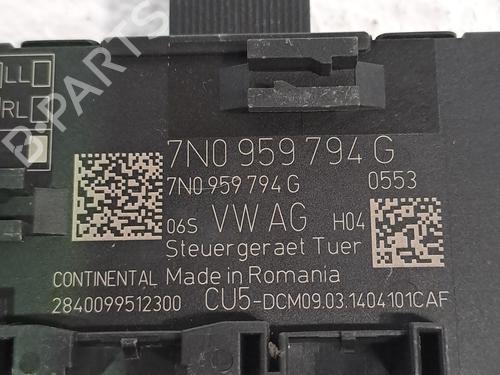 B-PARTS
LL
RL
7N0 959 794 G
7N0 959 794 G 0553
06S VW AG H04
Steuergeraet Tuer
CONTINENTAL Made in Romania
2840099512300 CU5-DCM09.03.1404101CAF